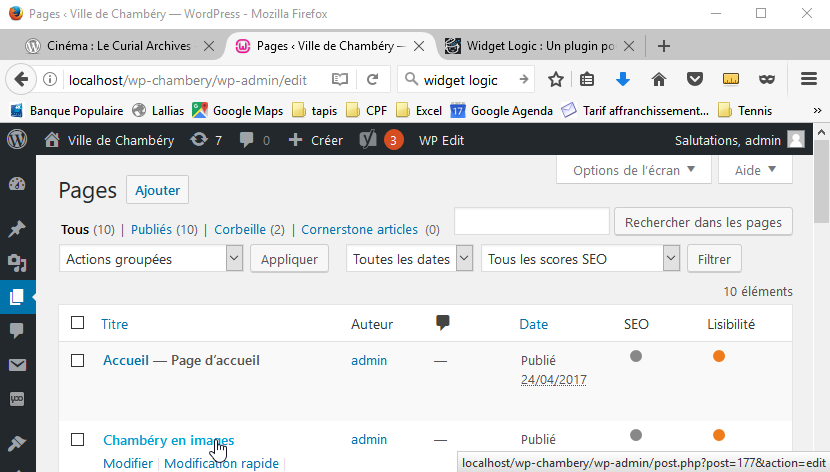 Pages ‹ Ville de Chambéry — WordPress - Mozilla Firefox
Cinéma : Le Curial Archives
Pages ‹ Ville de Chambéry —
Widget Logic : Un plugin po
localhost/wp-chambery/wp-admin/edit
widget logic
Banque Populaire
Lallias
Google Maps
tapis
CPF
Excel
17
Google Agenda
Tarif affranchissement...
Tennis
Ville de Chambéry
7
0
Créer
3
WP Edit
Salutations, admin
Options de l'écran
Aide
Pages
Ajouter
Tous (10) | Publiés (10) | Corbeille (2) | Cornerstone articles (0)
Rechercher dans les pages
Actions groupées
Appliquer
Toutes les dates
Tous les scores SEO
Filtrer
10 éléments
Titre
Auteur
Date
SEO
Lisibilité
Accueil — Page d'accueil
admin
—
Publié
24/04/2017
Chambéry en images
admin
—
Publié
Modifier | Modification rapide |
localhost/wp-chambery/wp-admin/post.php?post=177&action=edit